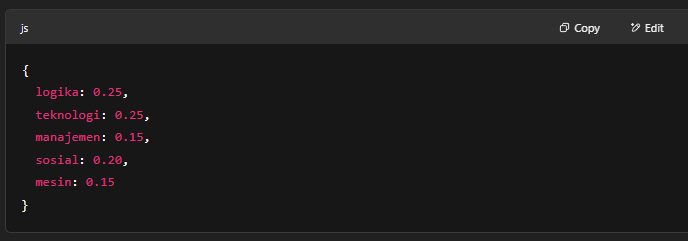 js Copy Edit
{
logika: 0.25,
teknologi: 0.25,
manajemen: 0.15,
sosial: 0.20,
mesin: 0.15
}